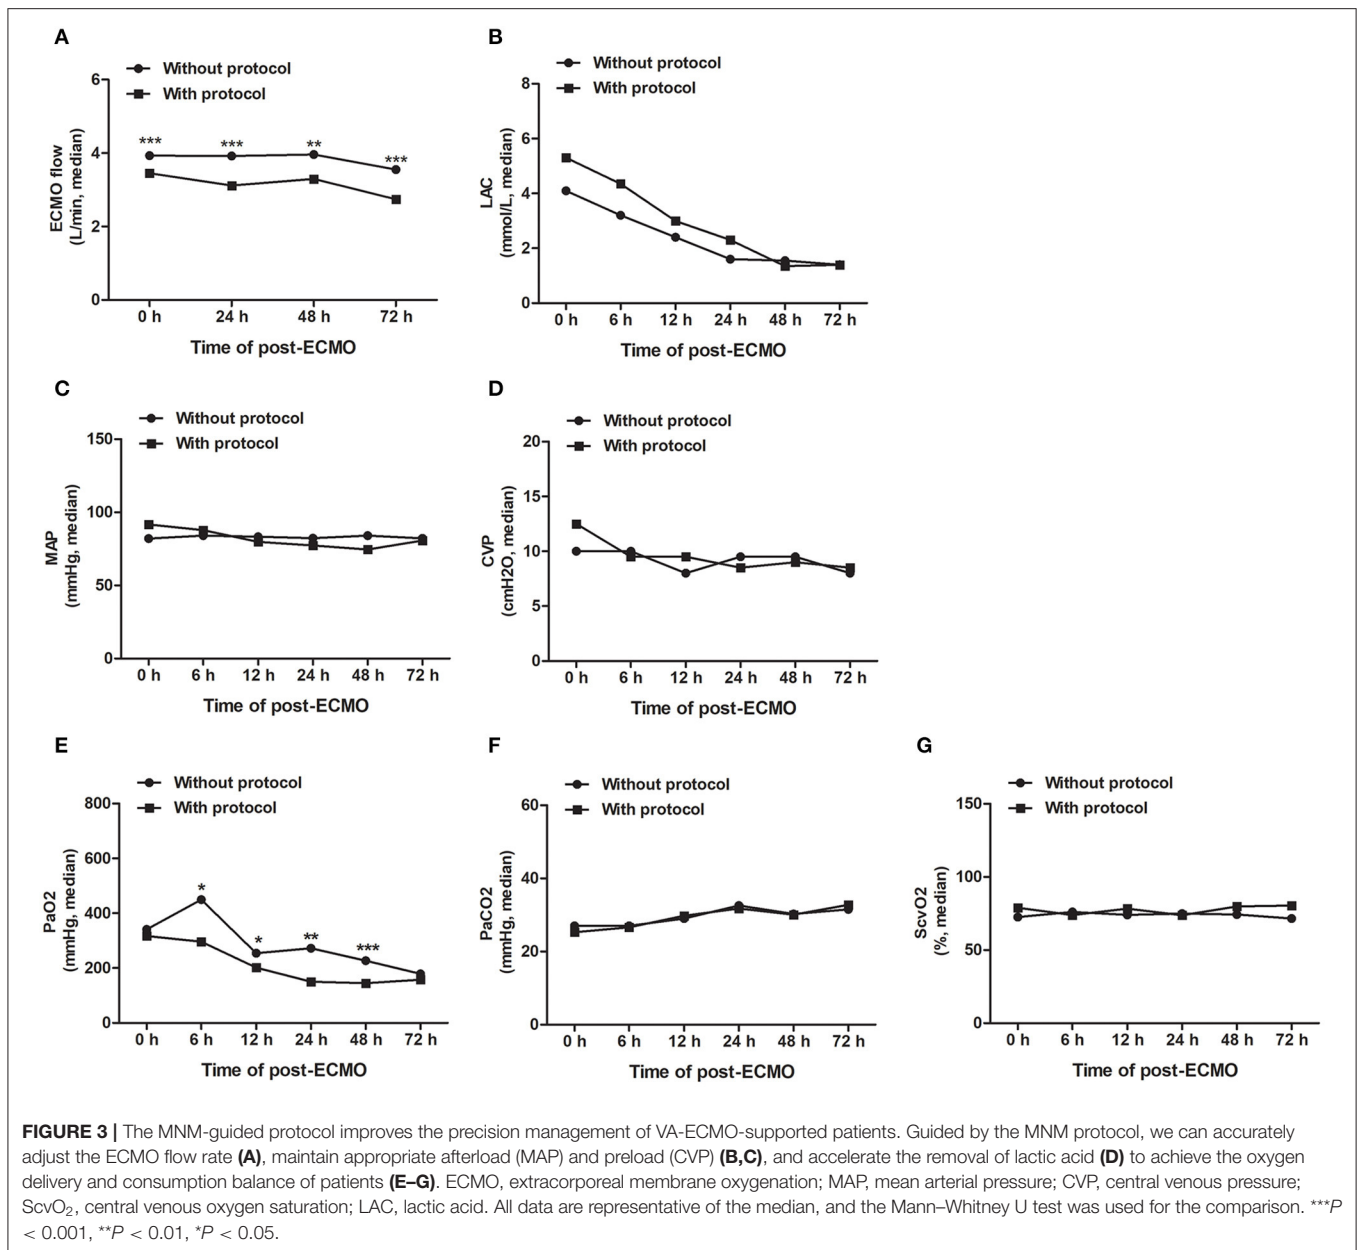 A
Without protocol
With protocol
ECMO flow
(L/min, median)
6
4
2
0
***
***
**
***
0 h 24 h 48 h 72 h
Time of post-ECMO
B
Without protocol
With protocol
LAC
(mmol/L, median)
8
6
4
2
0
0 h 6 h 12 h 24 h 48 h 72 h
Time of post-ECMO
C
Without protocol
With protocol
MAP
(mmHg, median)
150
100
50
0
0 h 6 h 12 h 24 h 48 h 72 h
Time of post-ECMO
D
Without protocol
With protocol
CVP
(cmH2O, median)
20
15
10
5
0
0 h 6 h 12 h 24 h 48 h 72 h
Time of post-ECMO
E
Without protocol
With protocol
PaO2
(mmHg, median)
800
600
400
200
0
*
*
**
***
0 h 6 h 12 h 24 h 48 h 72 h
Time of post-ECMO
F
Without protocol
With protocol
PaCO2
(mmHg, median)
60
40
20
0
0 h 6 h 12 h 24 h 48 h 72 h
Time of post-ECMO
G
Without protocol
With protocol
ScvO2
(%, median)
150
100
50
0
0 h 6 h 12 h 24 h 48 h 72 h
Time of post-ECMO
FIGURE 3 | The MNM-guided protocol improves the precision management of VA-ECMO-supported patients. Guided by the MNM protocol, we can accurately
adjust the ECMO flow rate (A), maintain appropriate afterload (MAP) and preload (CVP) (B,C), and accelerate the removal of lactic acid (D) to achieve the oxygen
delivery and consumption balance of patients (E–G). ECMO, extracorporeal membrane oxygenation; MAP, mean arterial pressure; CVP, central venous pressure;
ScvO₂, central venous oxygen saturation; LAC, lactic acid. All data are representative of the median, and the Mann–Whitney U test was used for the comparison. ***P
< 0.001, **P < 0.01, *P < 0.05.